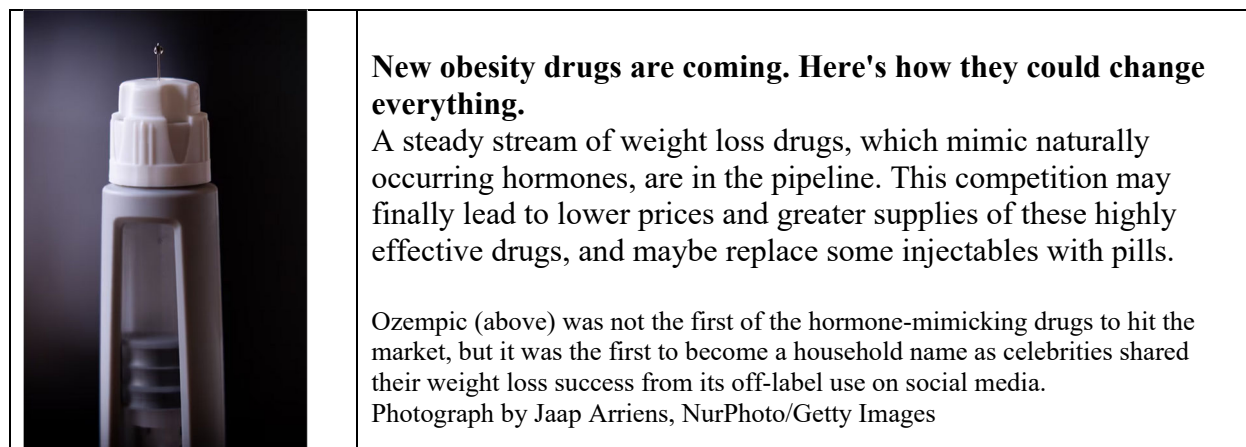 New obesity drugs are coming. Here's how they could change
everything.
A steady stream of weight loss drugs, which mimic naturally
occurring hormones, are in the pipeline. This competition may
finally lead to lower prices and greater supplies of these highly
effective drugs, and maybe replace some injectables with pills.
Ozempic (above) was not the first of the hormone-mimicking drugs to hit the
market, but it was the first to become a household name as celebrities shared
their weight loss success from its off-label use on social media.
Photograph by Jaap Arriens, NurPhoto/Getty Images